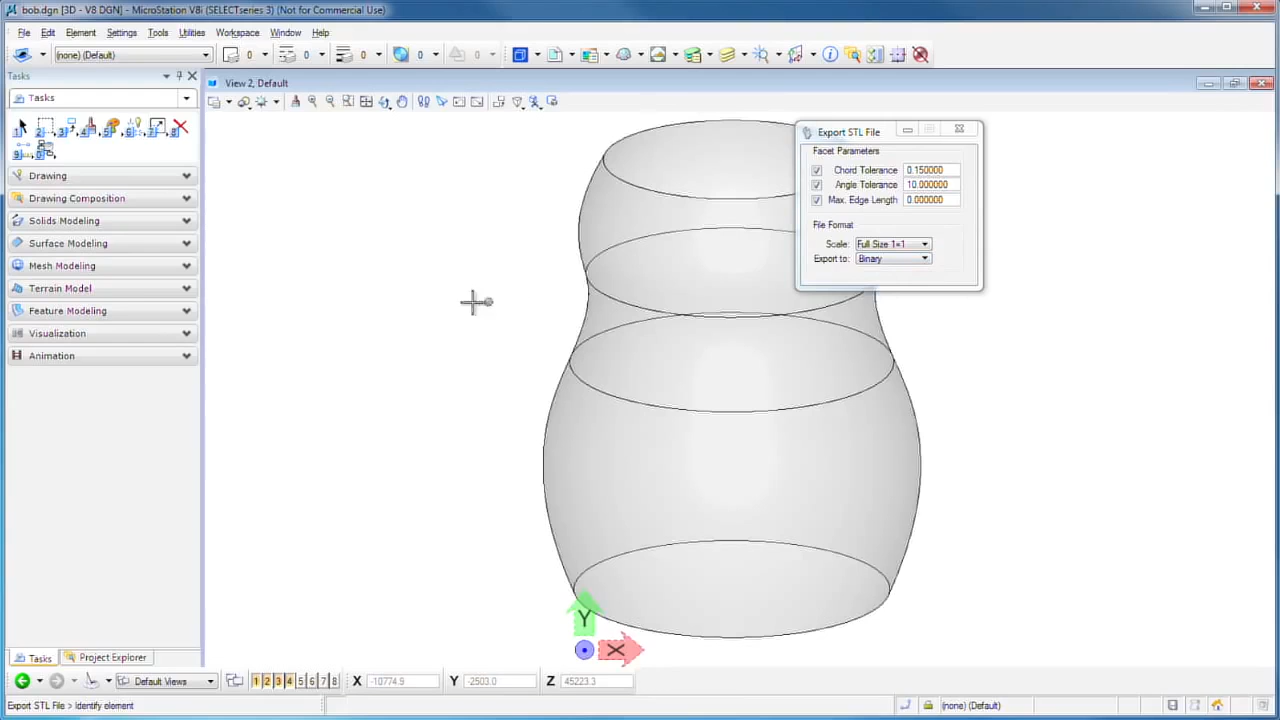 bob.dgn [3D - V8 DGN] - MicroStation V8i (SELECTseries 3) (Not for Commercial Use)
File Edit Element Settings Tools Utilities Workspace Window Help
(none) (Default) 0 0 0 0 0
Tasks
View 2, Default
Tasks
Export STL File
Facet Parameters
Chord Tolerance 0.150000
Angle Tolerance 10.000000
Max. Edge Length 0.000000
File Format
Scale: Full Size 1=1
Export to: Binary
Drawing
Drawing Composition
Solids Modeling
Surface Modeling
Mesh Modeling
Terrain Model
Feature Modeling
Visualization
Animation
Y
X
Tasks Project Explorer
Default Views 1 2 3 4 5 6 7 8 X -10774.9 Y -2503.0 Z 45223.3
Export STL File > Identify element (none) (Default)